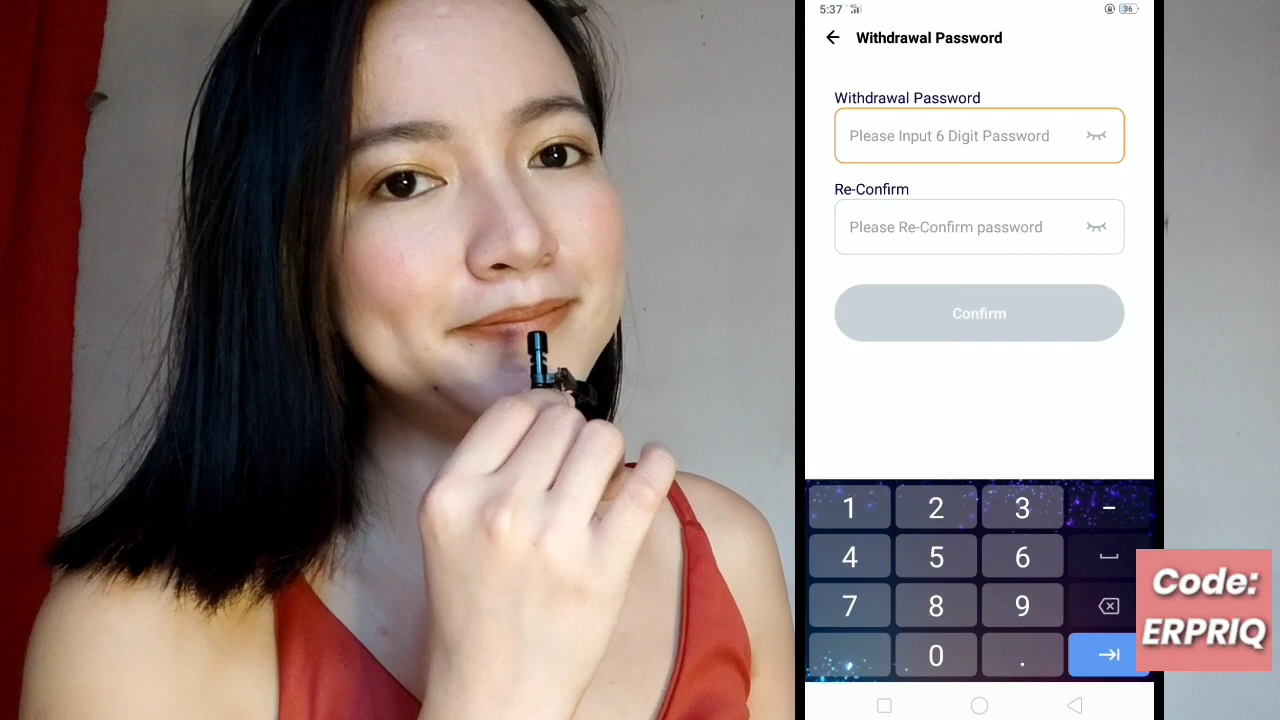 5:37
36
Withdrawal Password
Withdrawal Password
Please Input 6 Digit Password
Re-Confirm
Please Re-Confirm password
Confirm
1 2 3 -
4 5 6
7 8 9
0 .
Code:
ERPRIQ